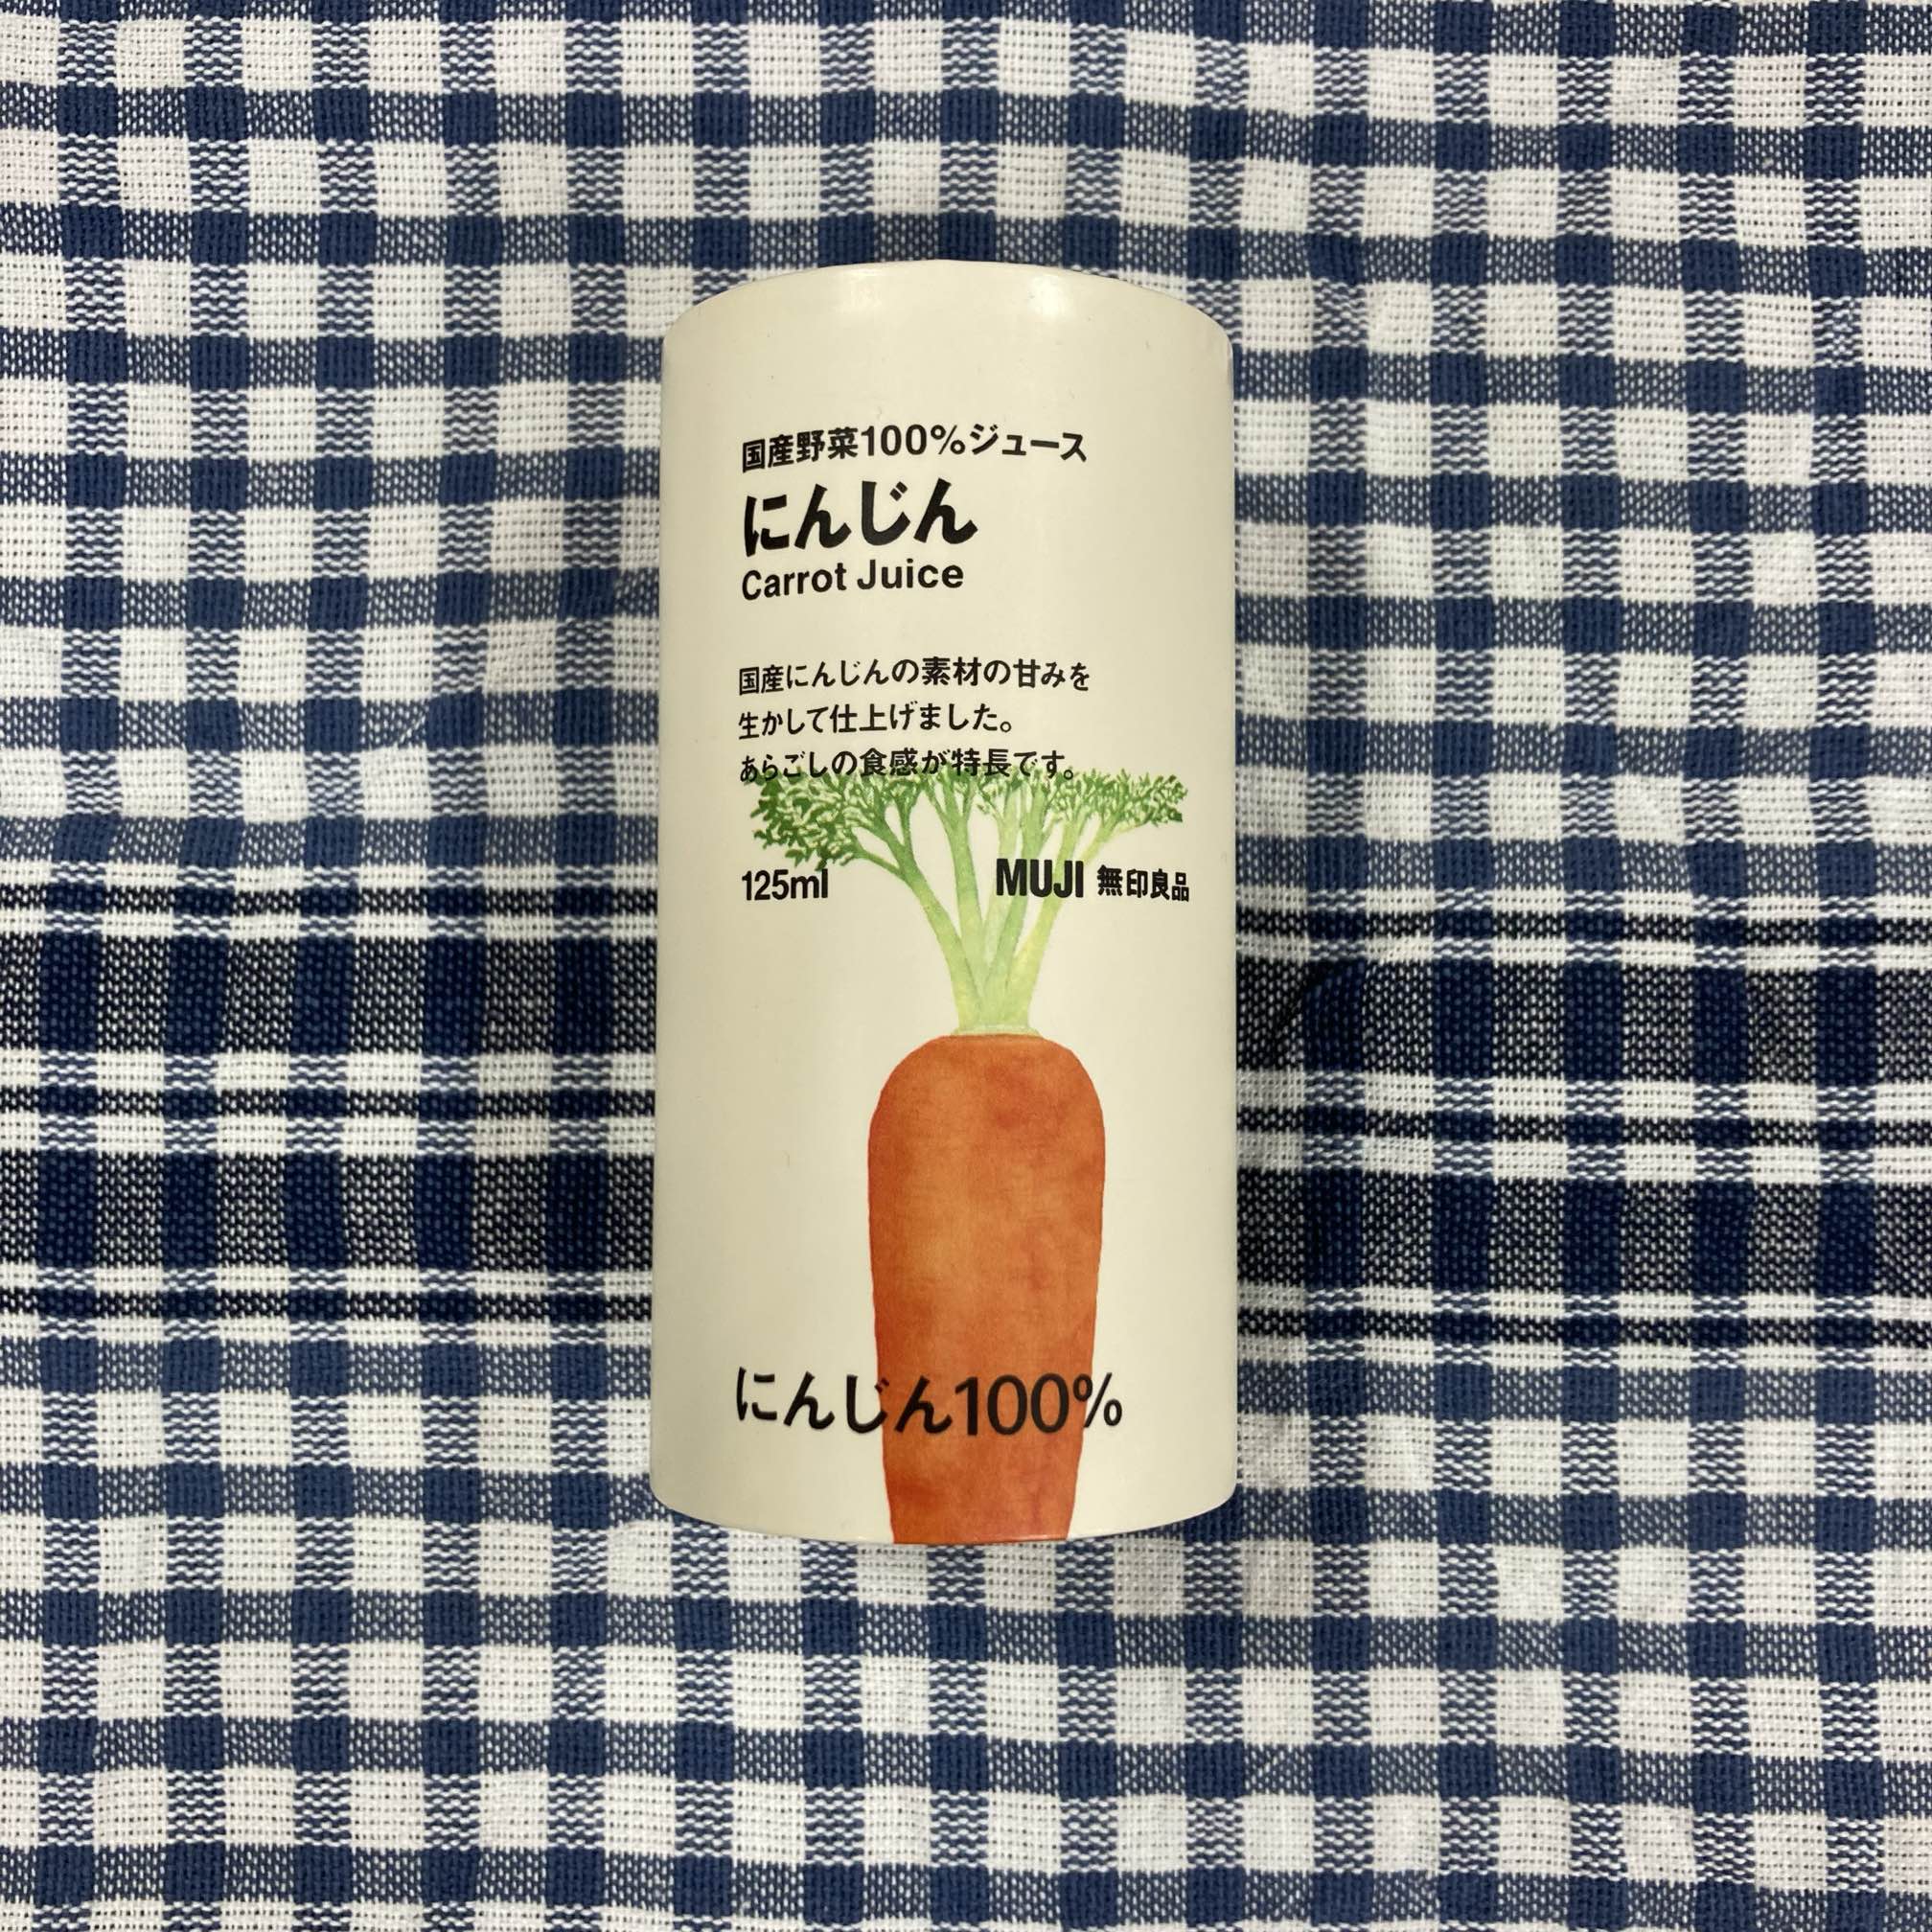 国産野菜100%ジュース
にんじん
Carrot Juice
国産にんじんの素材の甘みを
生かして仕上げました。
あらごしの食感が特長です。
125ml MUJI 無印良品
にんじん100%